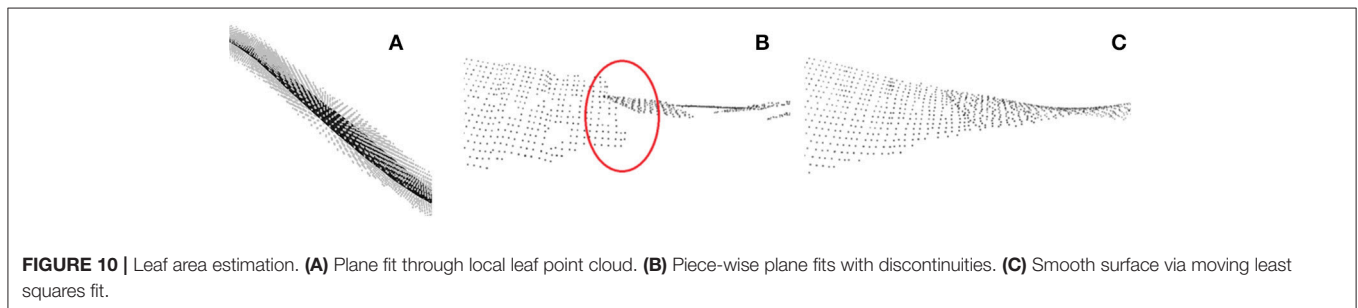 A
B
C
FIGURE 10 | Leaf area estimation. (A) Plane fit through local leaf point cloud. (B) Piece-wise plane fits with discontinuities. (C) Smooth surface via moving least
squares fit.